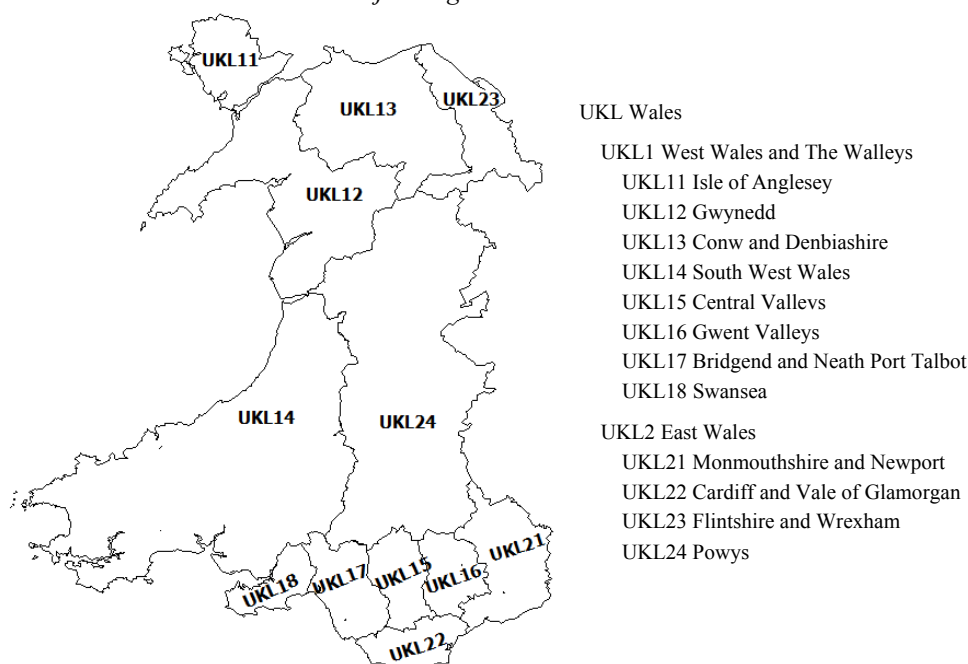 UKL11
UKL13
UKL23
UKL12
UKL14
UKL24
UKL21
UKL18
UKL17
UKL15
UKL16
UKL22
UKL Wales
UKL1 West Wales and The Walleys
UKL11 Isle of Anglesey
UKL12 Gwynedd
UKL13 Conw and Denbiashire
UKL14 South West Wales
UKL15 Central Vallevs
UKL16 Gwent Valleys
UKL17 Bridgend and Neath Port Talbot
UKL18 Swansea
UKL2 East Wales
UKL21 Monmouthshire and Newport
UKL22 Cardiff and Vale of Glamorgan
UKL23 Flintshire and Wrexham
UKL24 Powys